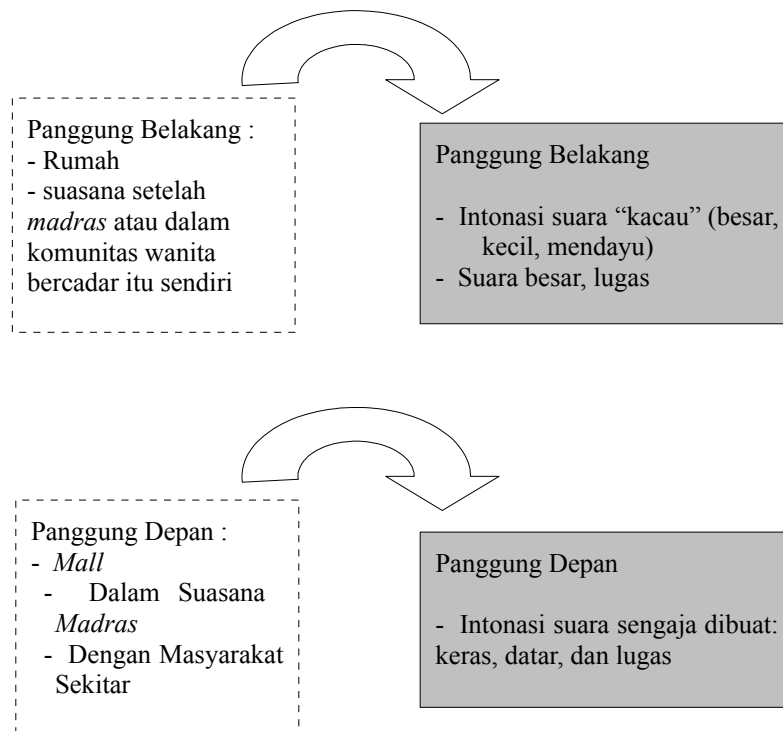 Panggung Belakang :
- Rumah
- suasana setelah
madras atau dalam
komunitas wanita
bercadar itu sendiri
Panggung Belakang
- Intonasi suara “kacau” (besar,
kecil, mendayu)
- Suara besar, lugas
Panggung Depan :
- Mall
- Dalam Suasana
Madras
- Dengan Masyarakat
Sekitar
Panggung Depan
- Intonasi suara sengaja dibuat:
keras, datar, dan lugas